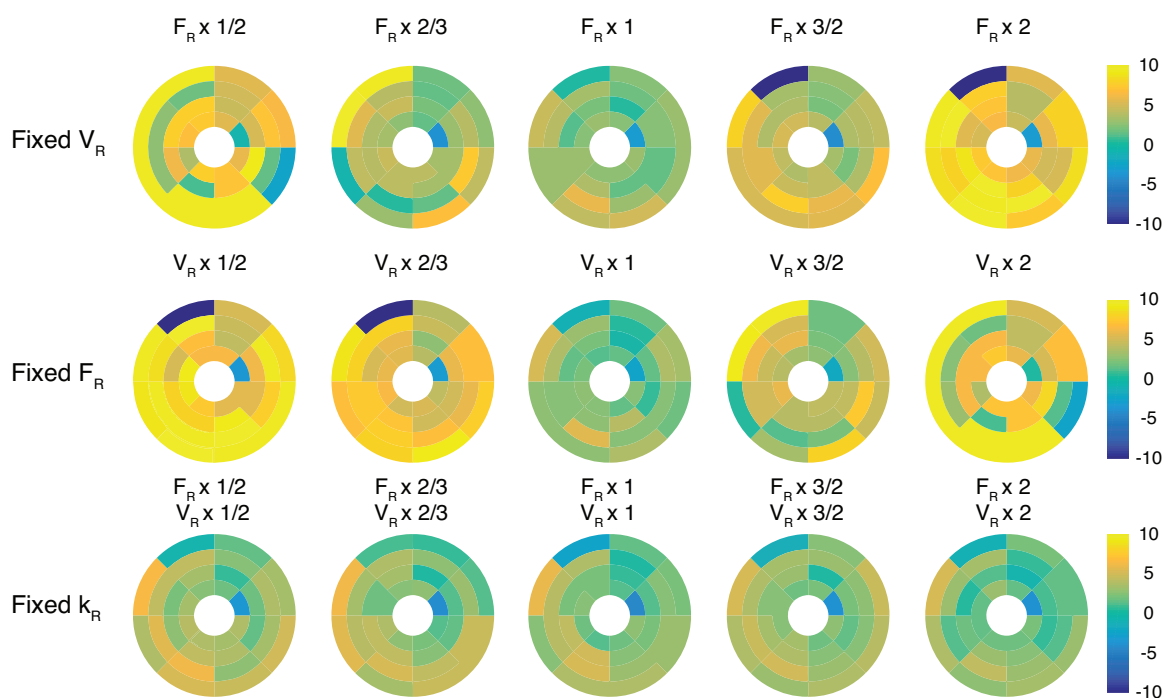 F_R x 1/2 F_R x 2/3 F_R x 1 F_R x 3/2 F_R x 2
Fixed V_R
10
5
0
-5
-10
V_R x 1/2 V_R x 2/3 V_R x 1 V_R x 3/2 V_R x 2
Fixed F_R
10
5
0
-5
-10
F_R x 1/2 F_R x 2/3 F_R x 1 F_R x 3/2 F_R x 2
V_R x 1/2 V_R x 2/3 V_R x 1 V_R x 3/2 V_R x 2
Fixed k_R
10
5
0
-5
-10